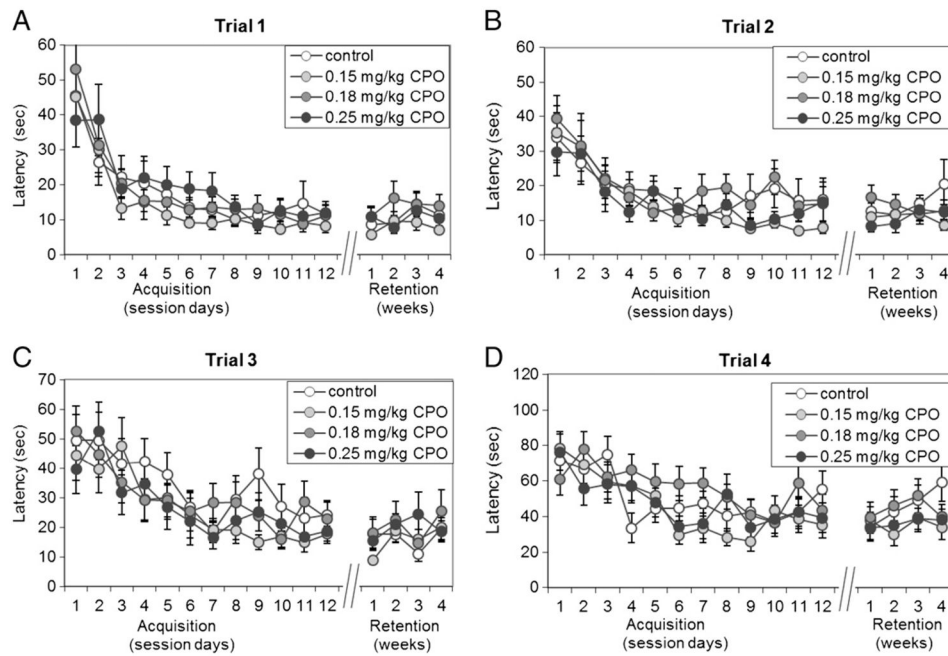 A
Trial 1
60
50
40
30
20
10
0
Latency (sec)
control
0.15 mg/kg CPO
0.18 mg/kg CPO
0.25 mg/kg CPO
1 2 3 4 5 6 7 8 9 10 11 12 1 2 3 4
Acquisition Retention
(session days) (weeks)
B
Trial 2
60
50
40
30
20
10
0
Latency (sec)
control
0.15 mg/kg CPO
0.18 mg/kg CPO
0.25 mg/kg CPO
1 2 3 4 5 6 7 8 9 10 11 12 1 2 3 4
Acquisition Retention
(session days) (weeks)
C
Trial 3
70
60
50
40
30
20
10
0
Latency (sec)
control
0.15 mg/kg CPO
0.18 mg/kg CPO
0.25 mg/kg CPO
1 2 3 4 5 6 7 8 9 10 11 12 1 2 3 4
Acquisition Retention
(session days) (weeks)
D
Trial 4
120
100
80
60
40
20
0
Latency (sec)
control
0.15 mg/kg CPO
0.18 mg/kg CPO
0.25 mg/kg CPO
1 2 3 4 5 6 7 8 9 10 11 12 1 2 3 4
Acquisition Retention
(session days) (weeks)